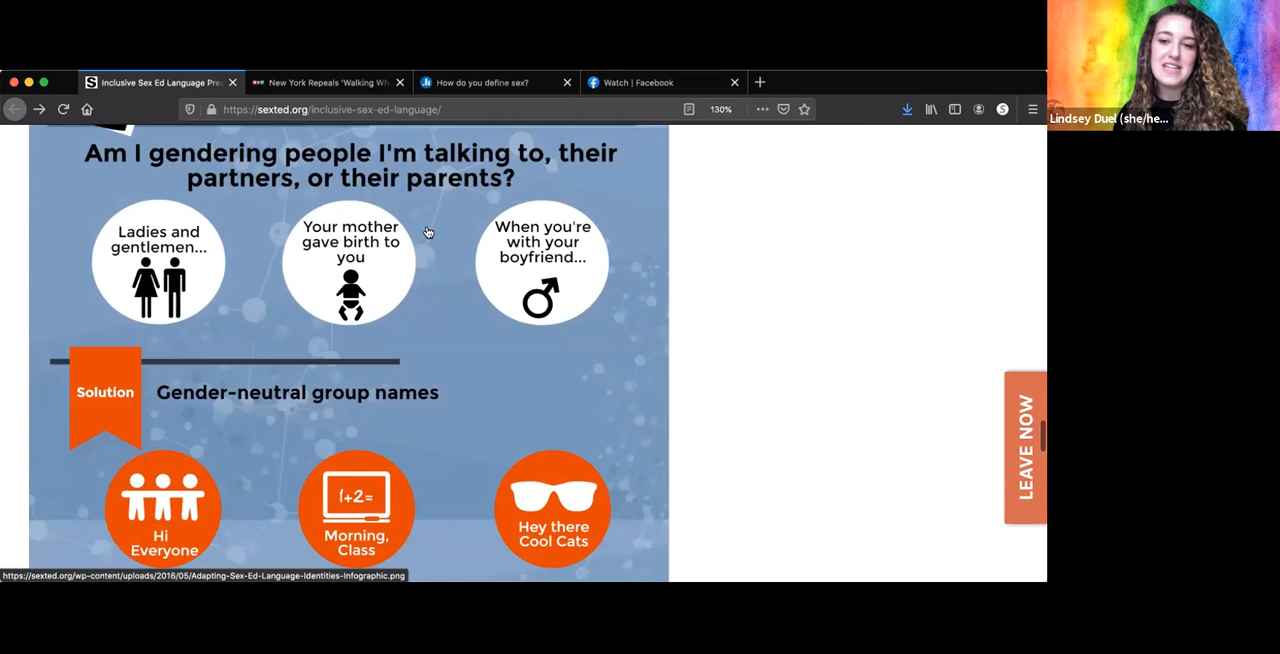 Inclusive Sex Ed Language Pre
New York Repeals 'Walking Wh
How do you define sex?
Watch | Facebook
https://sexted.org/inclusive-sex-ed-language/
130%
Lindsey Duel (she/he...
Am I gendering people I'm talking to, their
partners, or their parents?
Ladies and
gentlemen...
Your mother
gave birth to
you
When you're
with your
boyfriend...
Solution
Gender-neutral group names
LEAVE NOW
Hi
Everyone
1+2=
Morning,
Class
Hey there
Cool Cats
https://sexted.org/wp-content/uploads/2016/05/Adapting-Sex-Ed-Language-Identities-Infographic.png